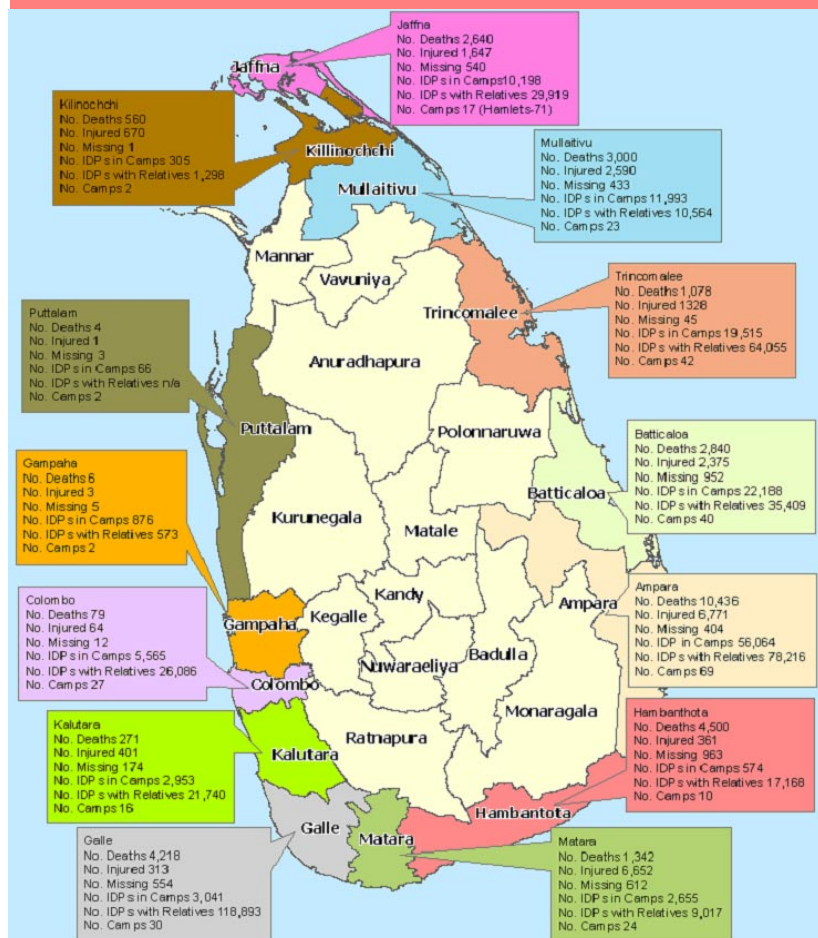 Jaffna
No. Deaths 2,640
No. Injured 1,647
No. Missing 540
No. IDPs in Camps10,198
No. IDPs with Relatives 29,919
No. Camps 17 (Hamlets-71)
Jaffna
Kilinochchi
No. Deaths 560
No. Injured 670
No. Missing 1
No. IDPs in Camps 305
No. IDPs with Relatives 1,298
No. Camps 2
Killinochchi
Mullaitivu
No. Deaths 3,000
No. Injured 2,590
No. Missing 433
No. IDPs in Camps 11,993
No. IDPs with Relatives 10,564
No. Camps 23
Mullaitivu
Mannar
Vavuniya
Trincomalee
No. Deaths 1,078
No. Injured 1328
No. Missing 45
No. IDPs in Camps 19,515
No. IDPs with Relatives 64,055
No. Camps 42
Trincomalee
Puttalam
No. Deaths 4
No. Injured 1
No. Missing 3
No. IDPs in Camps 66
No. IDPs with Relatives n/a
No. Camps 2
Anuradhapura
Puttalam
Polonnaruwa
Batticaloa
No. Deaths 2,840
No. Injured 2,375
No. Missing 952
No. IDPs in Camps 22,188
No. IDPs with Relatives 35,409
No. Camps 40
Batticaloa
Gampaha
No. Deaths 6
No. Injured 3
No. Missing 5
No. IDPs in Camps 876
No. IDPs with Relatives 573
No. Camps 2
Kurunegala
Matale
Kandy
Ampara
No. Deaths 10,436
No. Injured 6,771
No. Missing 404
No. IDP in Camps 56,064
No. IDPs with Relatives 78,216
No. Camps 69
Ampara
Colombo
No. Deaths 79
No. Injured 64
No. Missing 12
No. IDPs in Camps 5,565
No. IDPs with Relatives 26,086
No. Camps 27
Gampaha
Kegalle
Nuwaraeliya
Badulla
Colombo
Monaragala
Kalutara
No. Deaths 271
No. Injured 401
No. Missing 174
No. IDPs in Camps 2,953
No. IDPs with Relatives 21,740
No. Camps 16
Kalutara
Ratnapura
Hambanthota
No. Deaths 4,500
No. Injured 361
No. Missing 963
No. IDPs in Camps 574
No. IDPs with Relatives 17,168
No. Camps 10
Hambantota
Galle
Matara
Galle
No. Deaths 4,218
No. Injured 313
No. Missing 554
No. IDPs in Camps 3,041
No. IDPs with Relatives 118,893
No. Camps 30
Matara
No. Deaths 1,342
No. Injured 6,652
No. Missing 612
No. IDPs in Camps 2,655
No. IDPs with Relatives 9,017
No. Camps 24